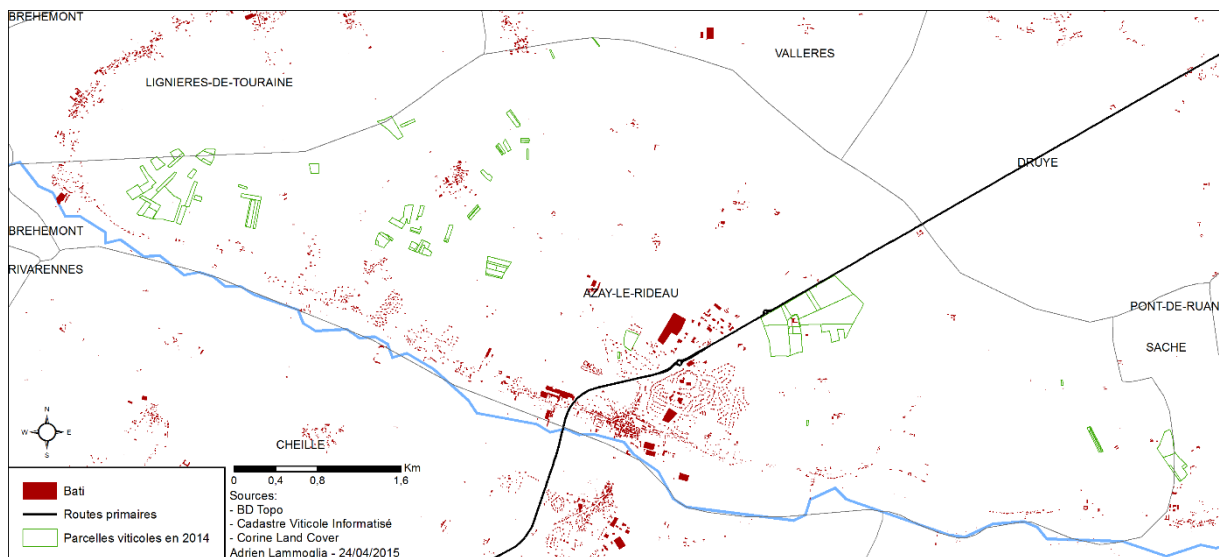 BREHEMONT
VALLERES
LIGNIERES-DE-TOURAINE
DRUYE
BREHEMONT
RIVARENNES
AZAY-LE-RIDEAU
PONT-DE-RUAN
SACHE
N
W E
S
CHEILLE
Km
0 0,4 0,8 1,6
Bati
Routes primaires
Parcelles viticoles en 2014
Sources:
- BD Topo
- Cadastre Viticole Informatisé
- Corine Land Cover
Adrien Lammoglia - 24/04/2015